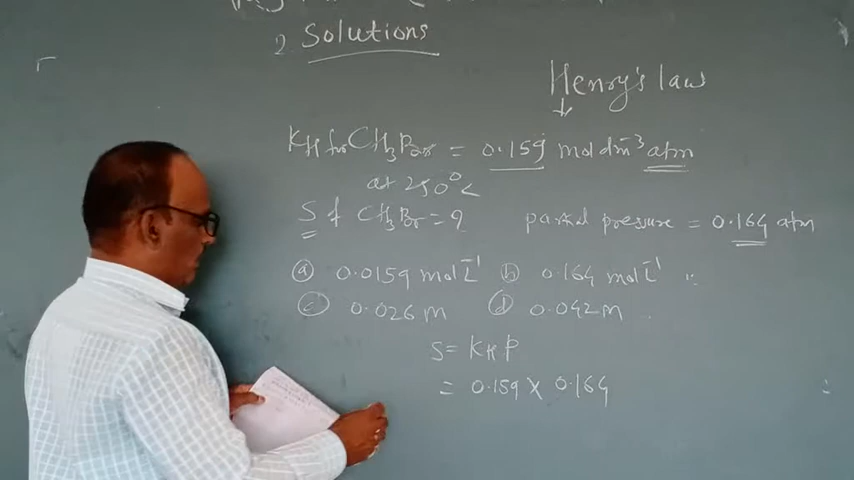 2. Solutions
Henry's law
KH for CH3Br = 0.159 mol dm⁻³ atm
at 250°C
S of CH3Br = ? partial pressure = 0.164 atm
(a) 0.0159 mol L⁻¹ (b) 0.164 mol L⁻¹
(c) 0.026 M (d) 0.042 M
S = KH P
= 0.159 X 0.164